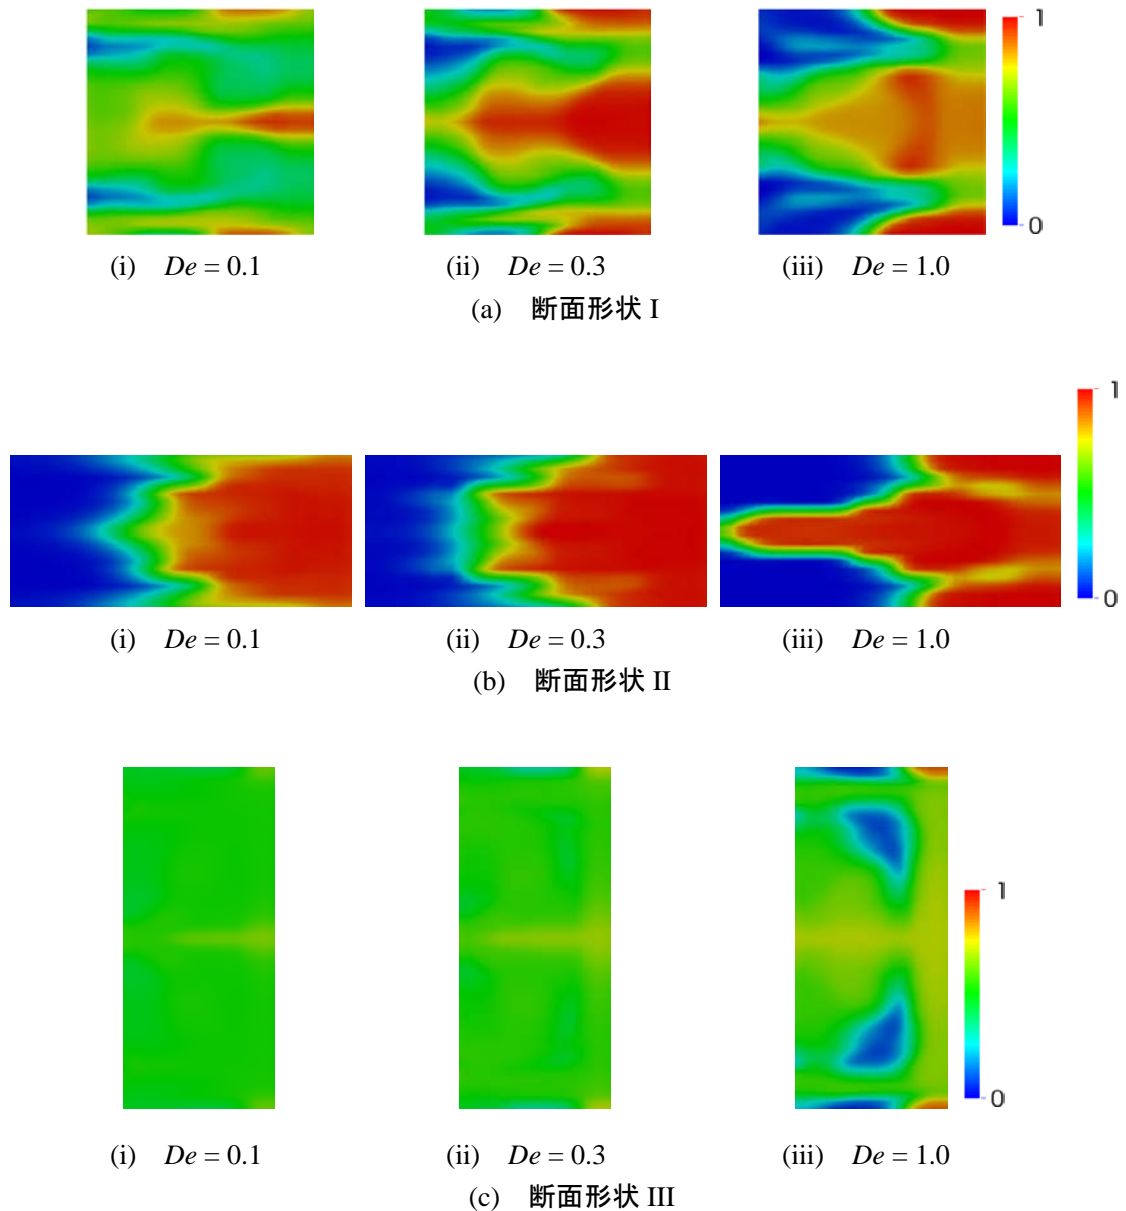 1
0
(i) De = 0.1 (ii) De = 0.3 (iii) De = 1.0
(a) 断面形状 I
1
0
(i) De = 0.1 (ii) De = 0.3 (iii) De = 1.0
(b) 断面形状 II
1
0
(i) De = 0.1 (ii) De = 0.3 (iii) De = 1.0
(c) 断面形状 III